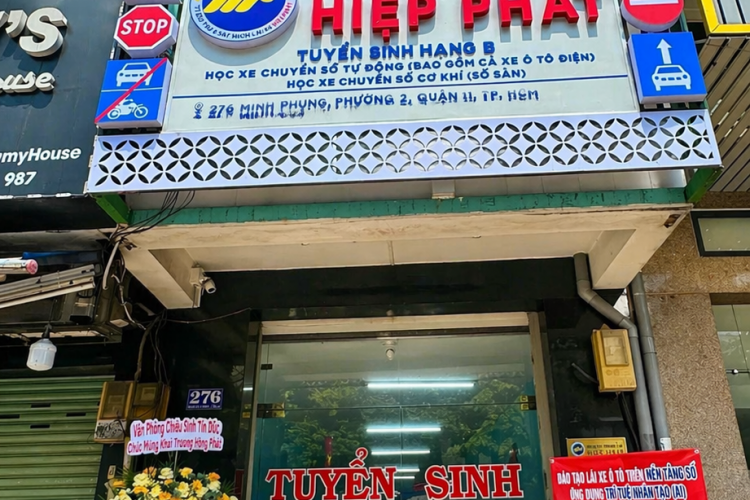 STOP
HIỆP PHÁT
TUYỂN SINH HẠNG B
HỌC XE CHUYỂN SỐ TỰ ĐỘNG (BAO GỒM CẢ XE Ô TÔ ĐIỆN)
HỌC XE CHUYỂN SỐ CƠ KHÍ (SỐ SÀN)
276 MINH PHỤNG, PHƯỜNG 2, QUẬN 11, TP. HCM
'S
ouse
myHouse
987
276
Văn Phòng Chiêu Sinh Tín Đức
Chúc Mừng Khai Trương Hồng Phát
TUYỂN SINH
ĐÀO TẠO LÁI XE Ô TÔ TRÊN NỀN TẢNG SỐ
ỨNG DỤNG TRÍ TUỆ NHÂN TẠO (AI)